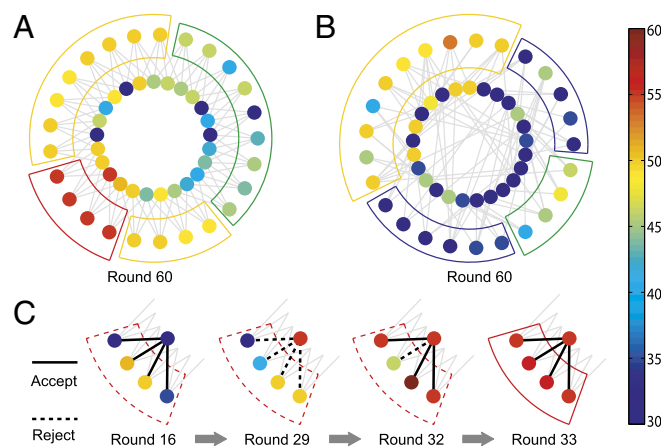 A
B
Round 60
Round 60
60
55
50
45
40
35
30
C
Accept
Reject
Round 16
Round 29
Round 32
Round 33